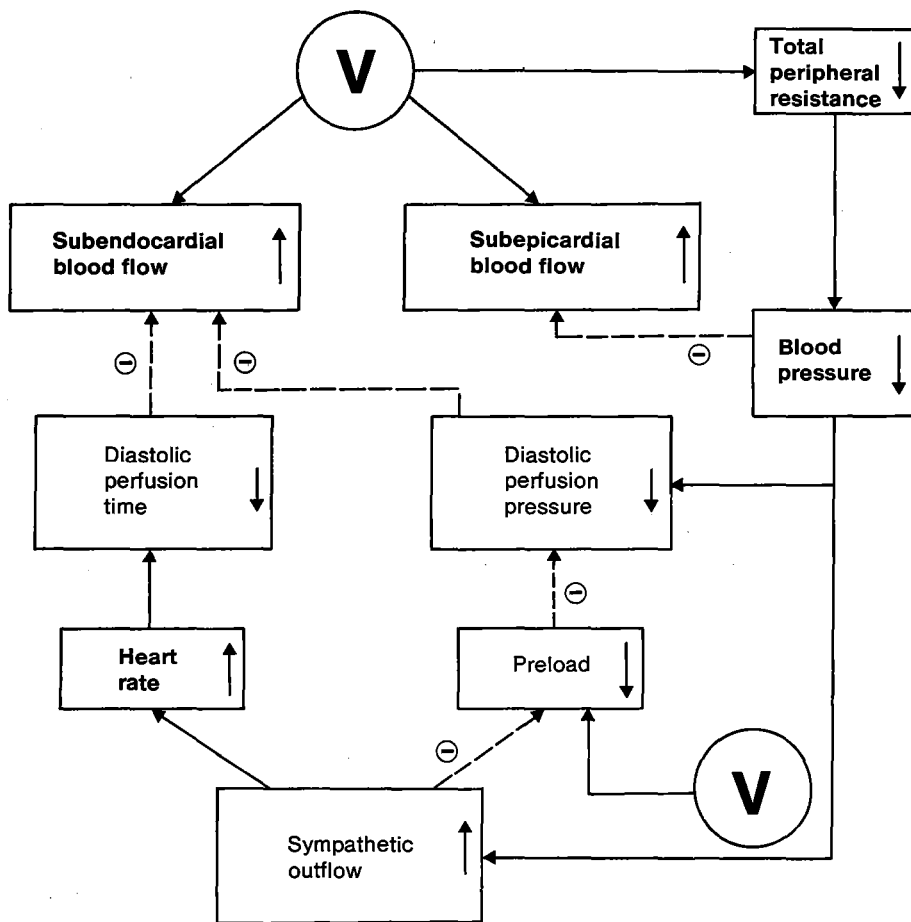 V
Total
peripheral
resistance
Subendocardial
blood flow
Subepicardial
blood flow
Blood
pressure
Diastolic
perfusion
time
Diastolic
perfusion
pressure
Heart
rate
Preload
V
Sympathetic
outflow